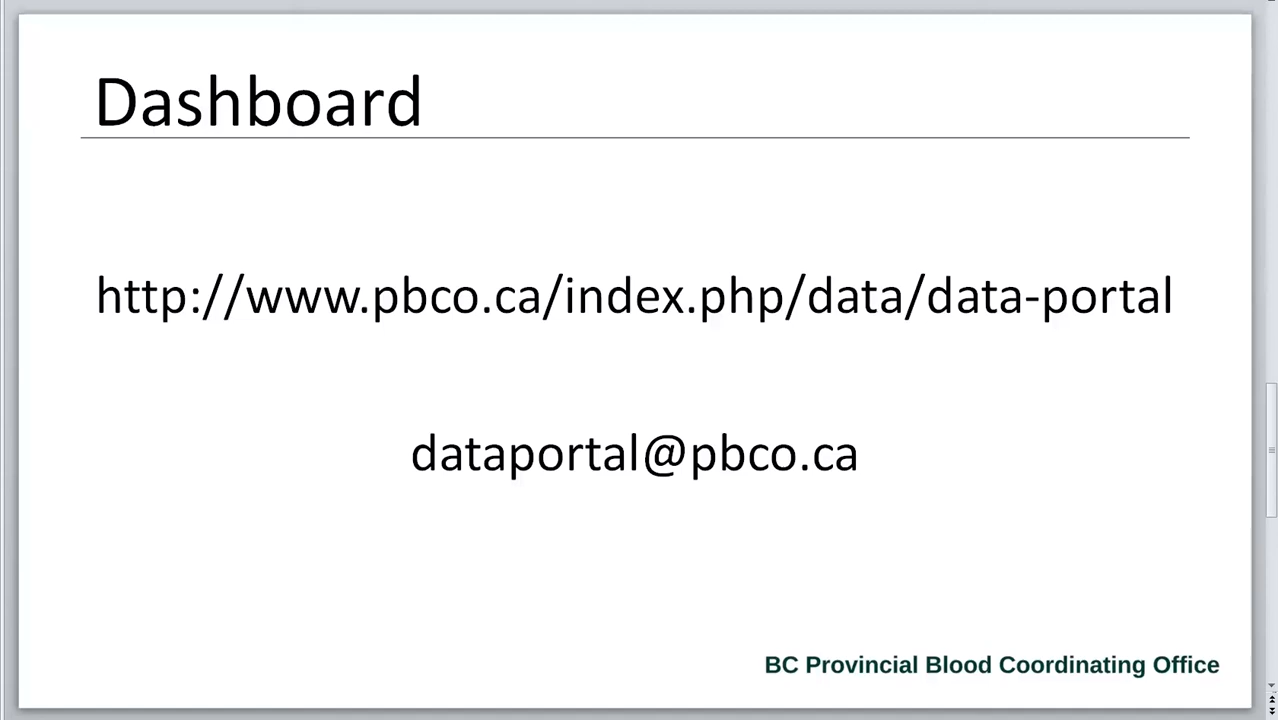 Dashboard
http://www.pbco.ca/index.php/data/data-portal
dataportal@pbco.ca
BC Provincial Blood Coordinating Office